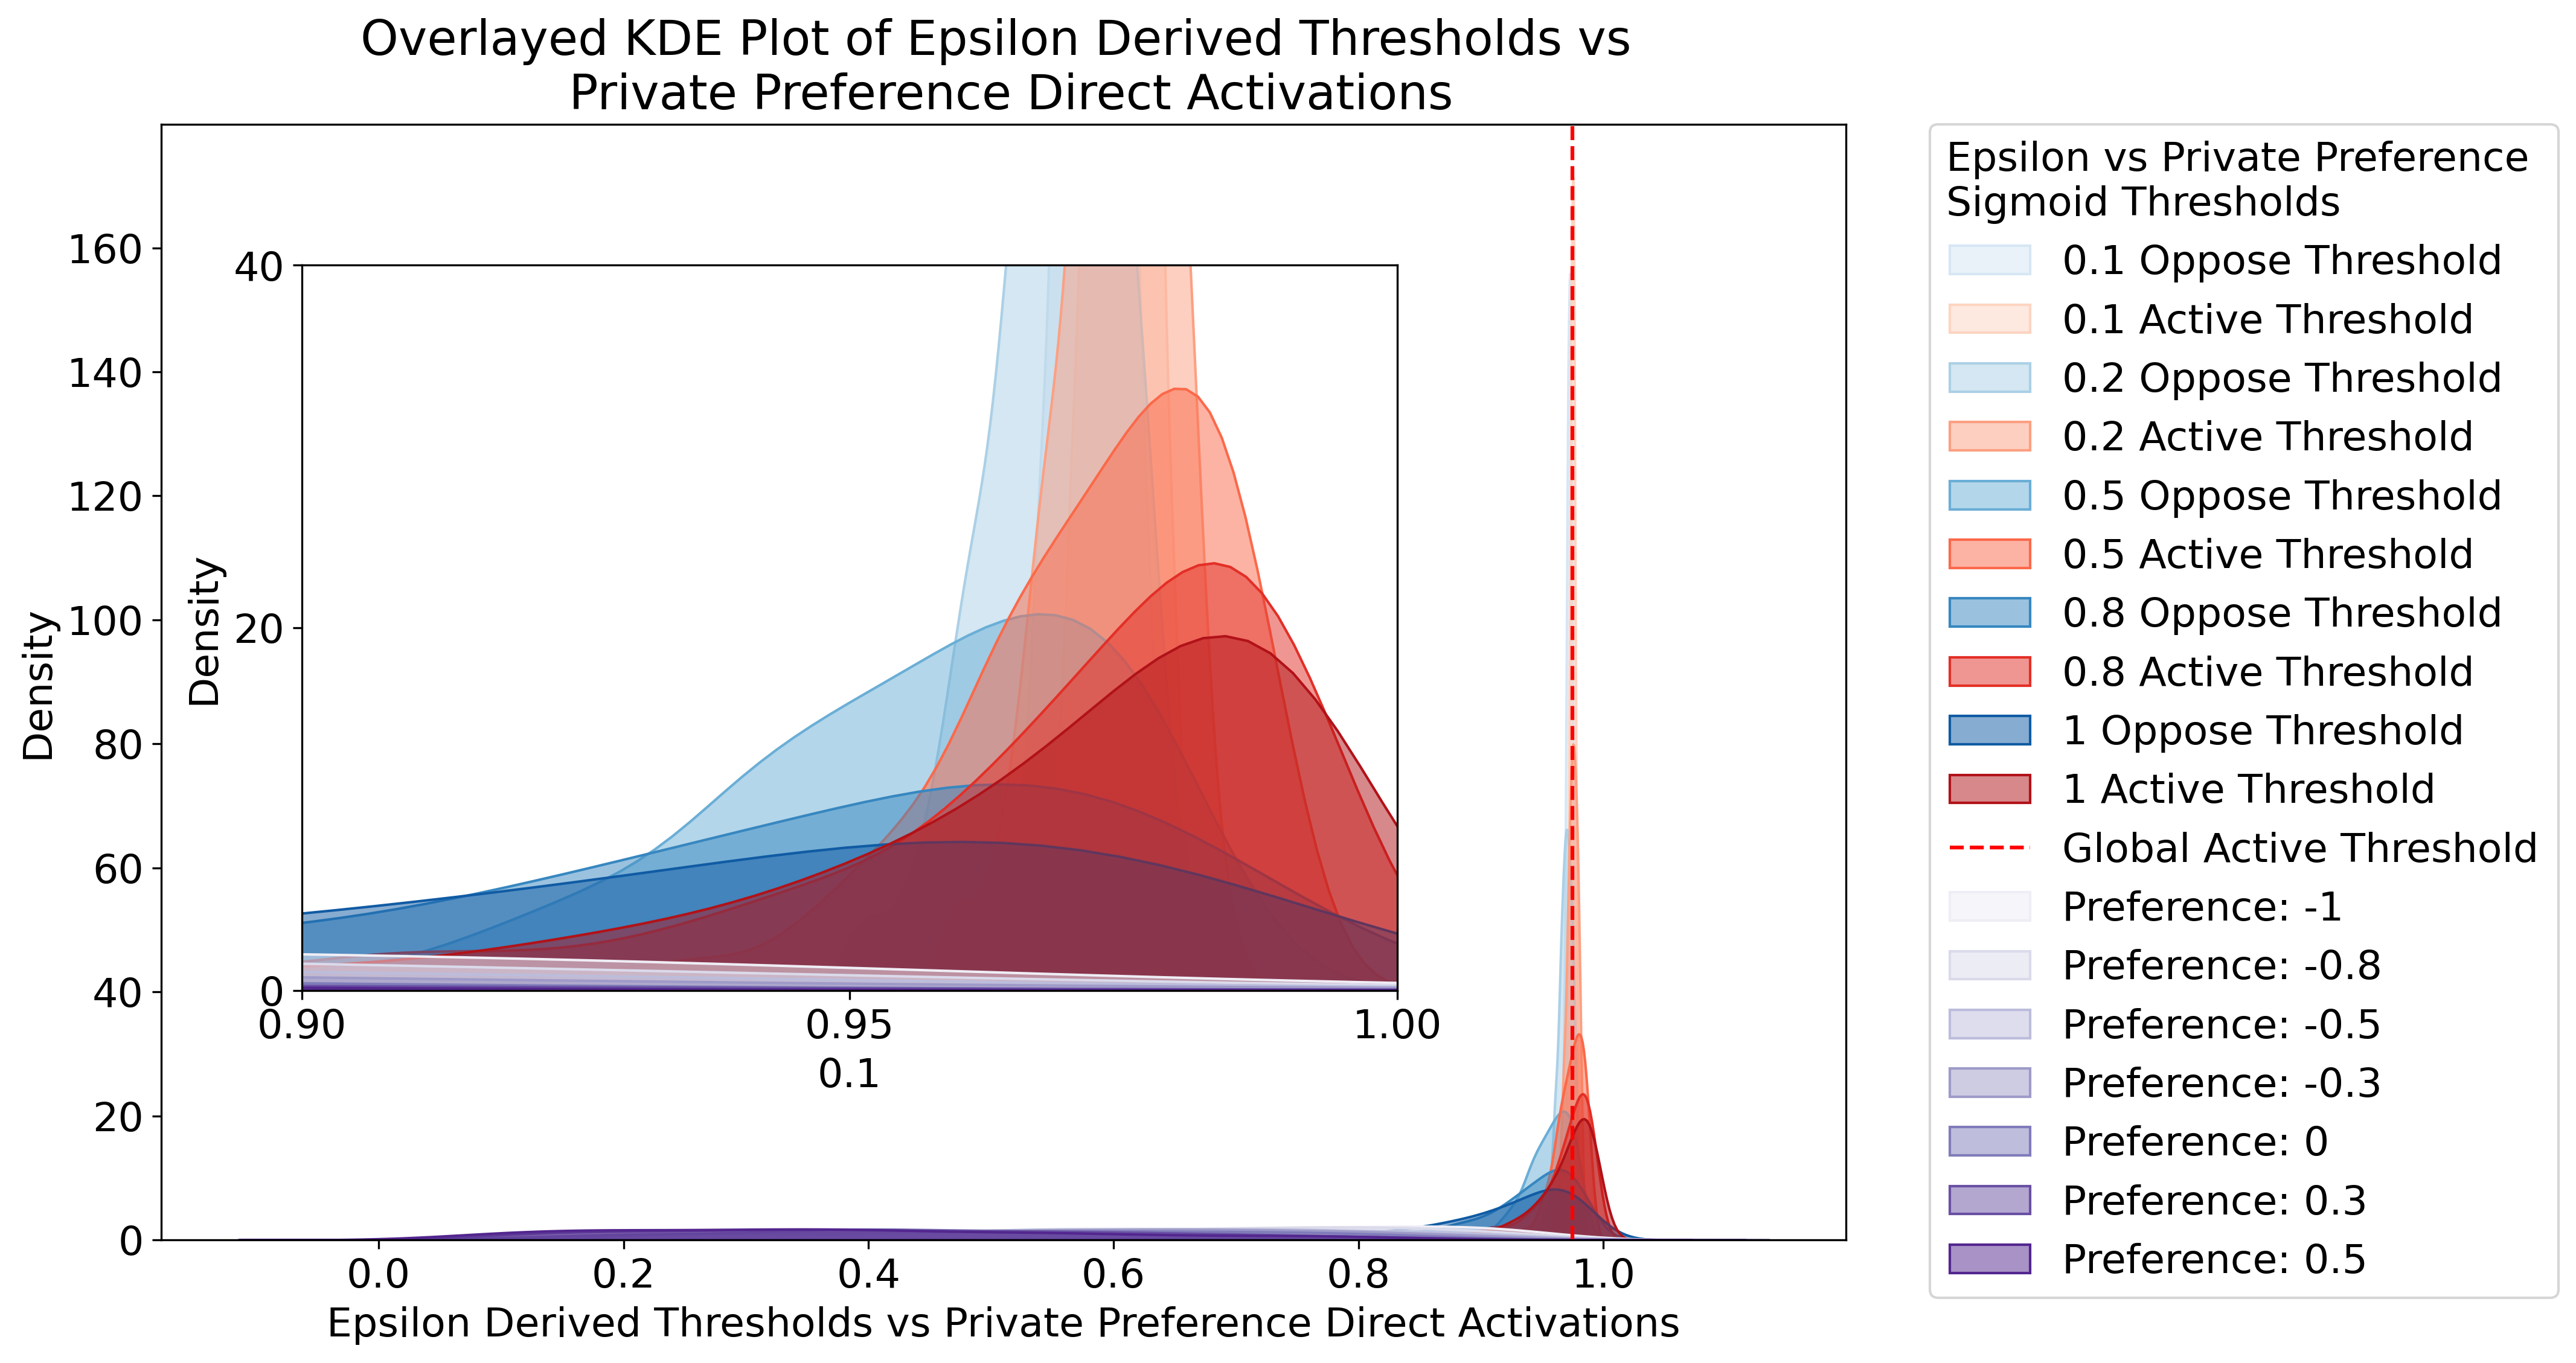 Overlayed KDE Plot of Epsilon Derived Thresholds vs
Private Preference Direct Activations
Density
160
140
120
100
80
60
40
20
0
0.0
0.2
0.4
0.6
0.8
1.0
Epsilon Derived Thresholds vs Private Preference Direct Activations
Density
40
20
0
0.90
0.95
1.00
0.1
Epsilon vs Private Preference
Sigmoid Thresholds
0.1 Oppose Threshold
0.1 Active Threshold
0.2 Oppose Threshold
0.2 Active Threshold
0.5 Oppose Threshold
0.5 Active Threshold
0.8 Oppose Threshold
0.8 Active Threshold
1 Oppose Threshold
1 Active Threshold
Global Active Threshold
Preference: -1
Preference: -0.8
Preference: -0.5
Preference: -0.3
Preference: 0
Preference: 0.3
Preference: 0.5